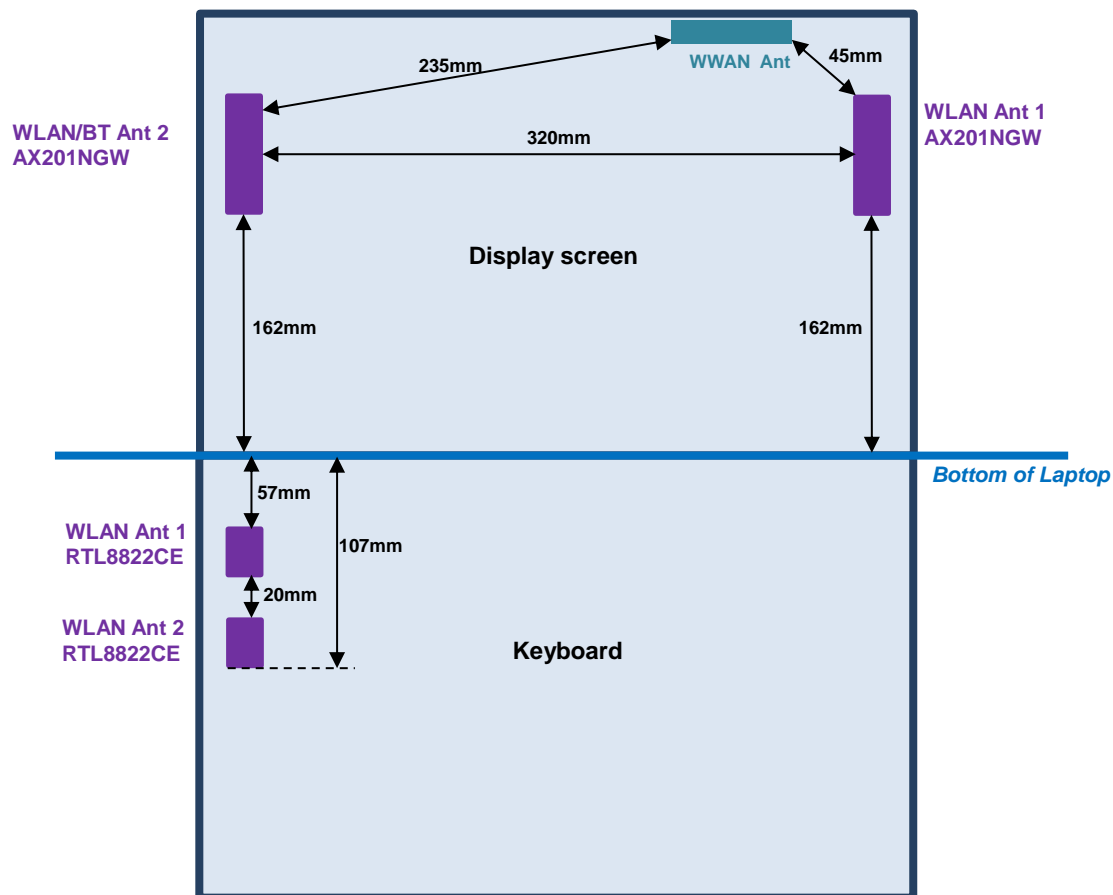 WWAN Ant
235mm
45mm
WLAN/BT Ant 2
AX201NGW
WLAN Ant 1
AX201NGW
320mm
Display screen
162mm
162mm
Bottom of Laptop
57mm
WLAN Ant 1
RTL8822CE
107mm
20mm
WLAN Ant 2
RTL8822CE
Keyboard